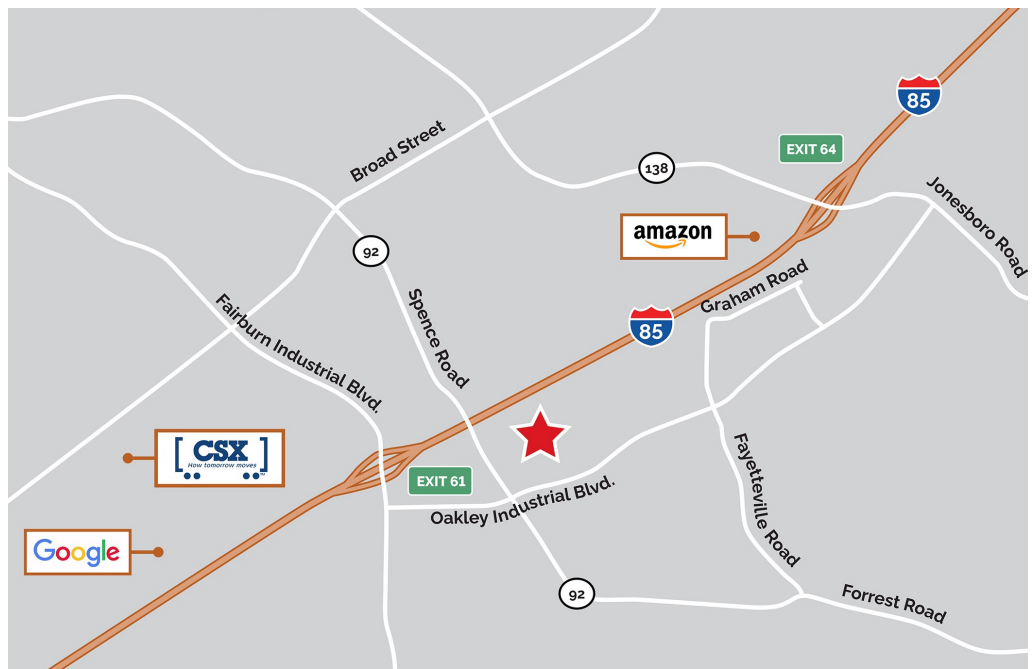 85
EXIT 64
Broad Street
138
Jonesboro Road
amazon
92
Graham Road
Spence Road
Fairburn Industrial Blvd.
85
CSX
How tomorrow moves
EXIT 61
Oakley Industrial Blvd.
Fayetteville Road
Google
92
Forrest Road